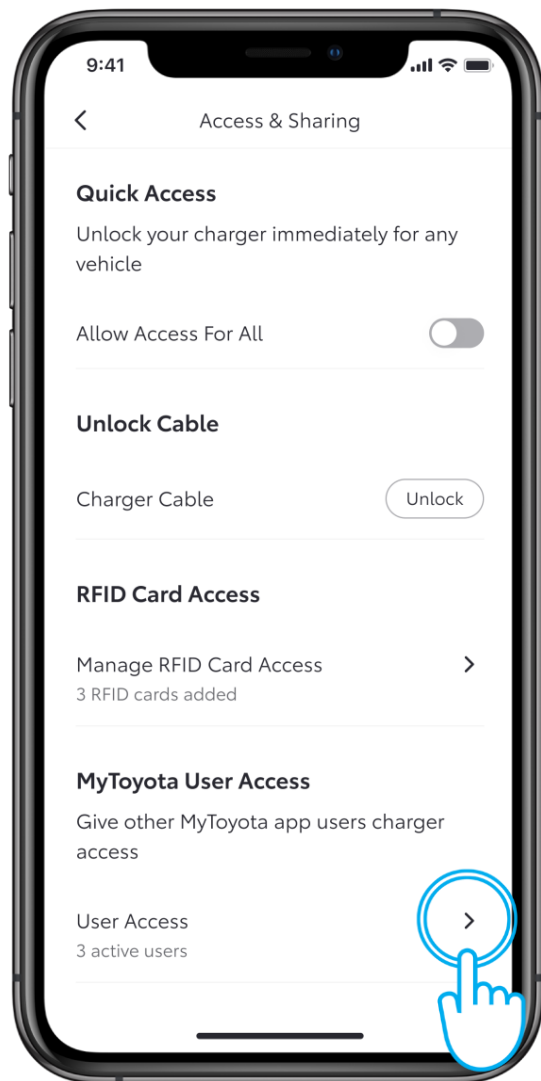 9:41
Access & Sharing
Quick Access
Unlock your charger immediately for any
vehicle
Allow Access For All
Unlock Cable
Charger Cable
Unlock
RFID Card Access
Manage RFID Card Access
3 RFID cards added
MyToyota User Access
Give other MyToyota app users charger
access
User Access
3 active users